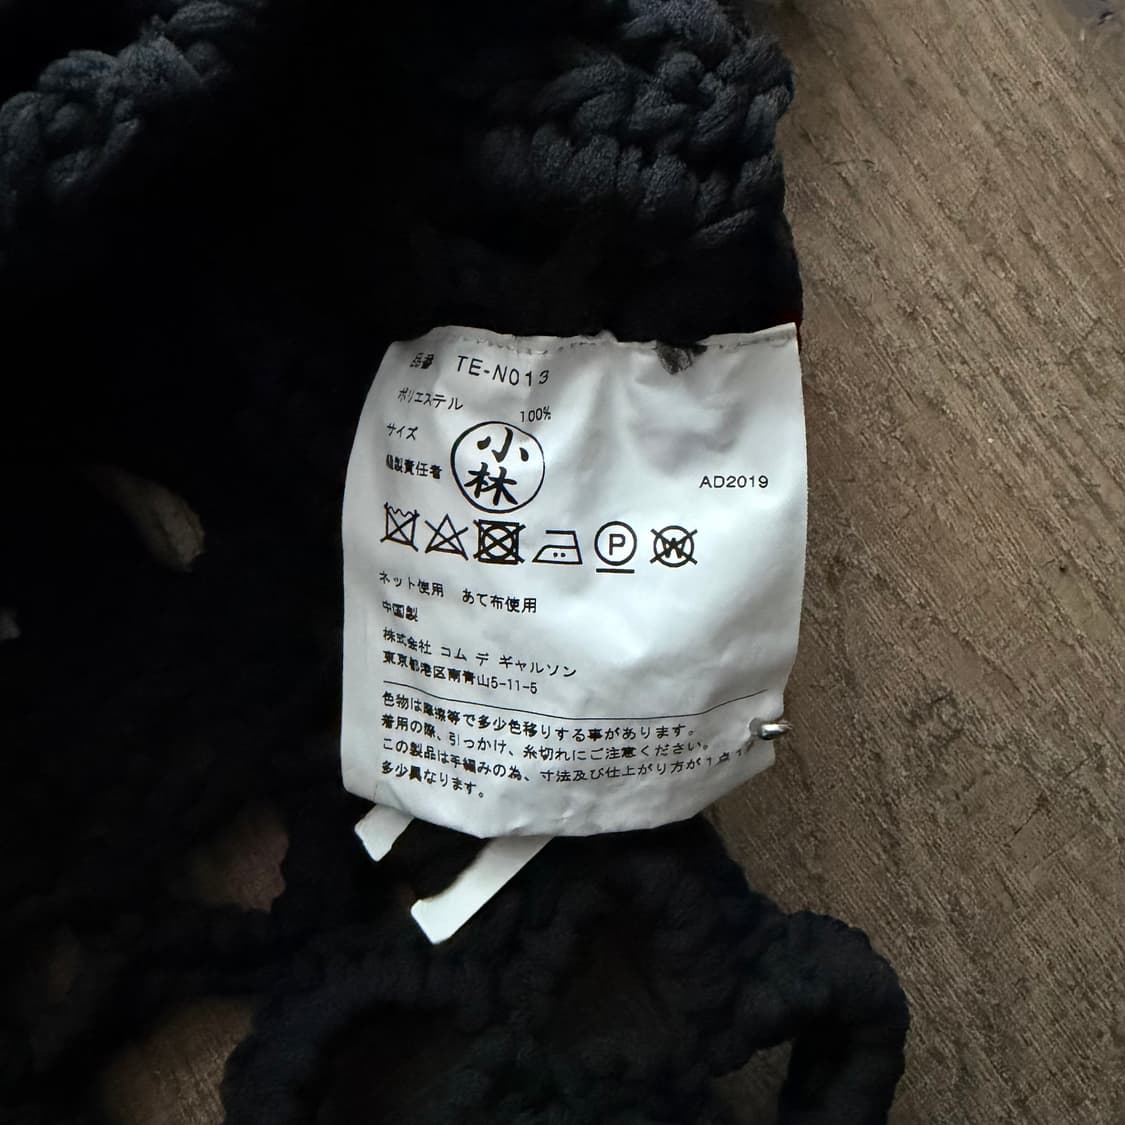 品番 TE-N013
ポリエステル 100%
サイズ
縫製責任者 小林
AD2019
P
W
ネット使用 あて布使用
中国製
株式会社 コム デ ギャルソン
東京都港区南青山5-11-5
色物は摩擦等で多少色移りする事があります。
着用の際、引っかけ、糸切れにご注意ください。
この製品は手編みの為、寸法及び仕上がり方が1点
多少異なります。